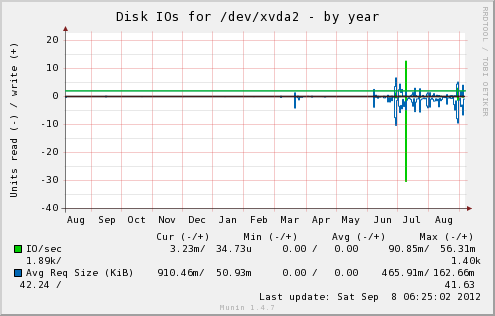 Disk IOs for /dev/xvda2 - by year
RRDTOOL / TOBI OETIKER
Units read (-) / write (+)
20
10
0
-10
-20
-30
-40
Aug Sep Oct Nov Dec Jan Feb Mar Apr May Jun Jul Aug
Cur (-/+) Min (-/+) Avg (-/+) Max (-/+)
IO/sec 3.23m/ 34.73u 0.00 / 0.00 90.85m/ 56.31m
1.89k/ 1.40k
Avg Req Size (KiB) 910.46m/ 50.93m 0.00 / 0.00 465.91m/ 162.66m
42.24 / 41.63
Last update: Sat Sep 8 06:25:02 2012
Munin 1.4.7